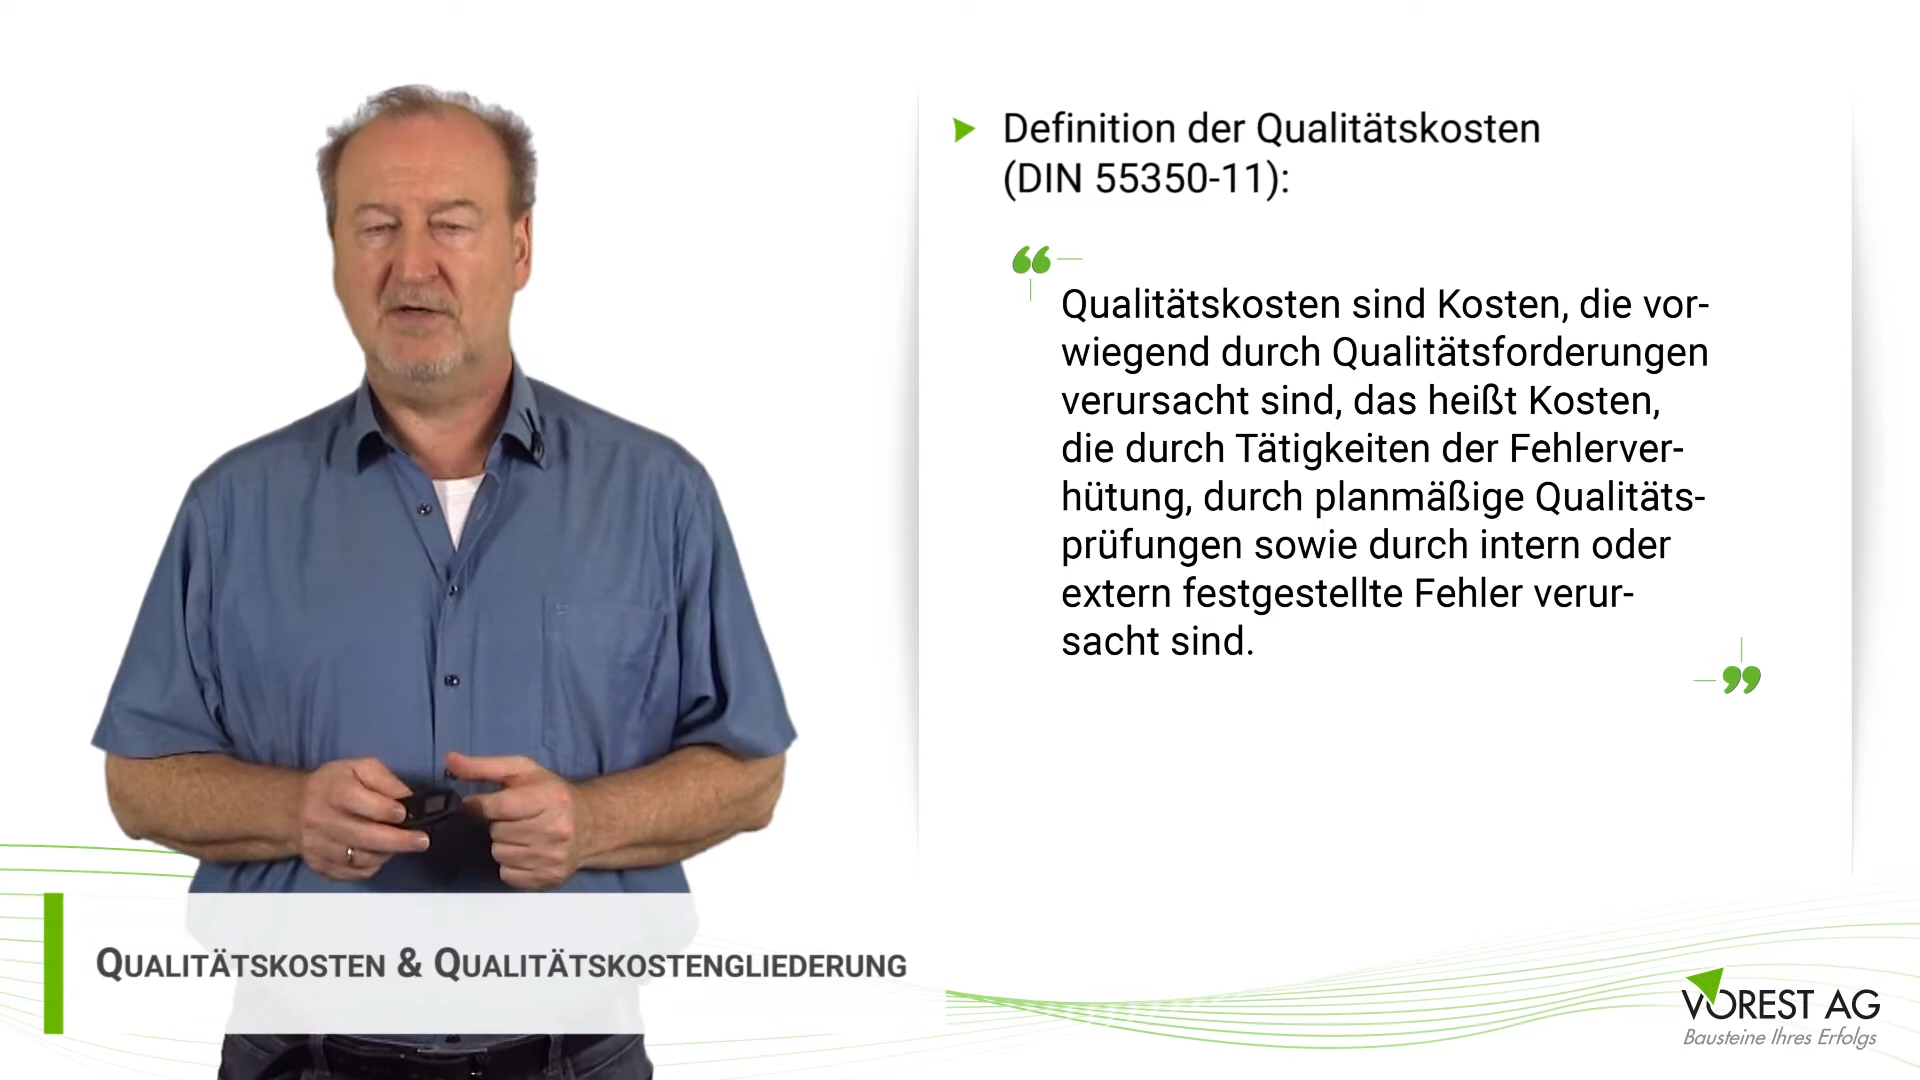 Definition der Qualitätskosten
(DIN 55350-11):
“
Qualitätskosten sind Kosten, die vor-
wiegend durch Qualitätsforderungen
verursacht sind, das heißt Kosten,
die durch Tätigkeiten der Fehlerver-
hütung, durch planmäßige Qualitäts-
prüfungen sowie durch intern oder
extern festgestellte Fehler verur-
sacht sind.
”
Qualitätskosten & Qualitätskostengliederung
VOREST AG
Bausteine Ihres Erfolgs